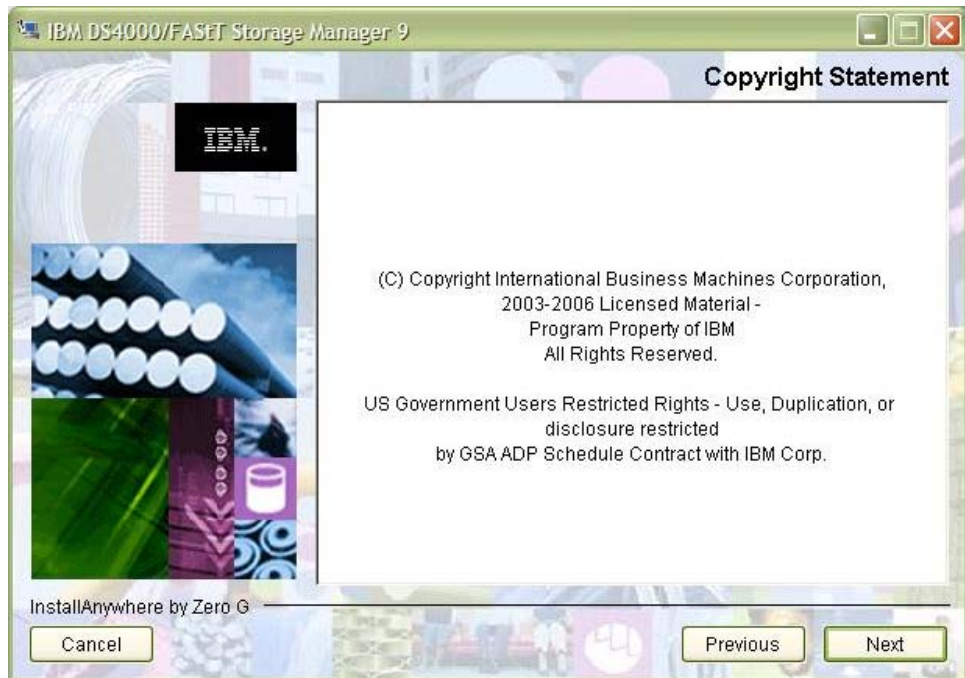 IBM DS4000/FAStT Storage Manager 9
Copyright Statement
IBM.
(C) Copyright International Business Machines Corporation,
2003-2006 Licensed Material -
Program Property of IBM
All Rights Reserved.
US Government Users Restricted Rights - Use, Duplication, or
disclosure restricted
by GSA ADP Schedule Contract with IBM Corp.
InstallAnywhere by Zero G
Cancel
Previous
Next